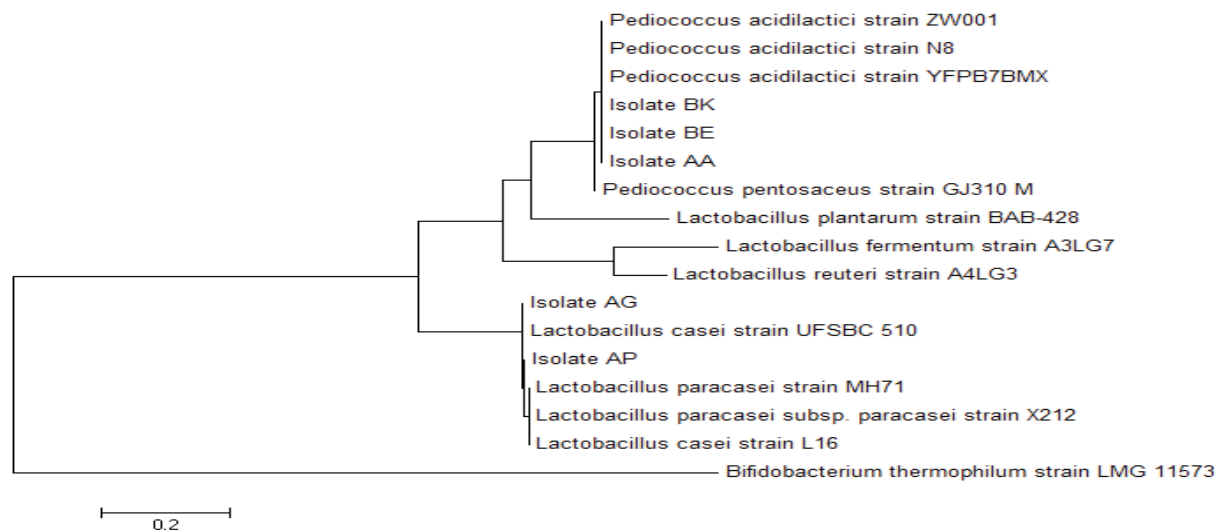 Pediococcus acidilactici strain ZW001
Pediococcus acidilactici strain N8
Pediococcus acidilactici strain YFPB7BMX
Isolate BK
Isolate BE
Isolate AA
Pediococcus pentosaceus strain GJ310 M
Lactobacillus plantarum strain BAB-428
Lactobacillus fermentum strain A3LG7
Lactobacillus reuteri strain A4LG3
Isolate AG
Lactobacillus casei strain UFSBC 510
Isolate AP
Lactobacillus paracasei strain MH71
Lactobacillus paracasei subsp. paracasei strain X212
Lactobacillus casei strain L16
Bifidobacterium thermophilum strain LMG 11573
0.2